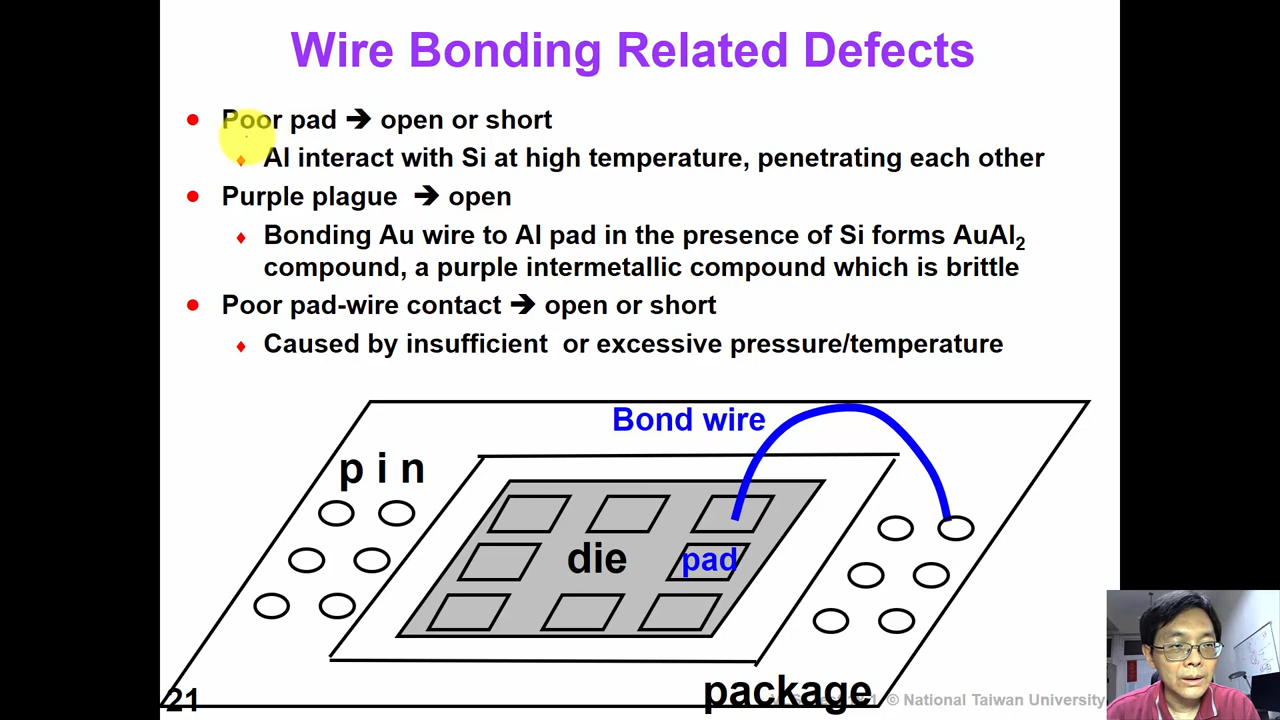 Wire Bonding Related Defects
Poor pad ➔ open or short
Al interact with Si at high temperature, penetrating each other
Purple plague ➔ open
Bonding Au wire to Al pad in the presence of Si forms AuAl₂
compound, a purple intermetallic compound which is brittle
Poor pad-wire contact ➔ open or short
Caused by insufficient or excessive pressure/temperature
Bond wire
p i n
die
pad
package
21
© National Taiwan University